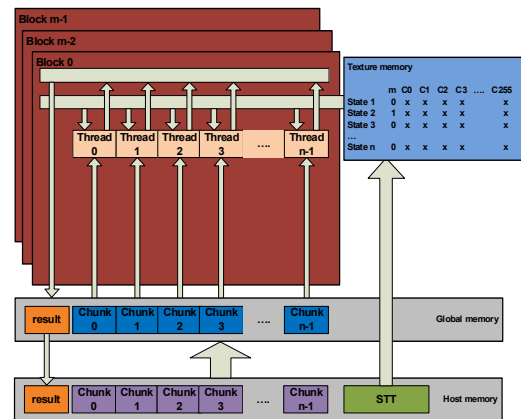 Block m-1
Block m-2
Block 0
Texture memory
m C0 C1 C2 C3 .... C255
State 1 0 x x x x x
State 2 1 x x x x x
State 3 0 x x x x x
...
State n 0 x x x x x
Thread 0 Thread 1 Thread 2 Thread 3 .... Thread n-1
result Chunk 0 Chunk 1 Chunk 2 Chunk 3 .... Chunk n-1
Global memory
result Chunk 0 Chunk 1 Chunk 2 Chunk 3 .... Chunk n-1 STT
Host memory